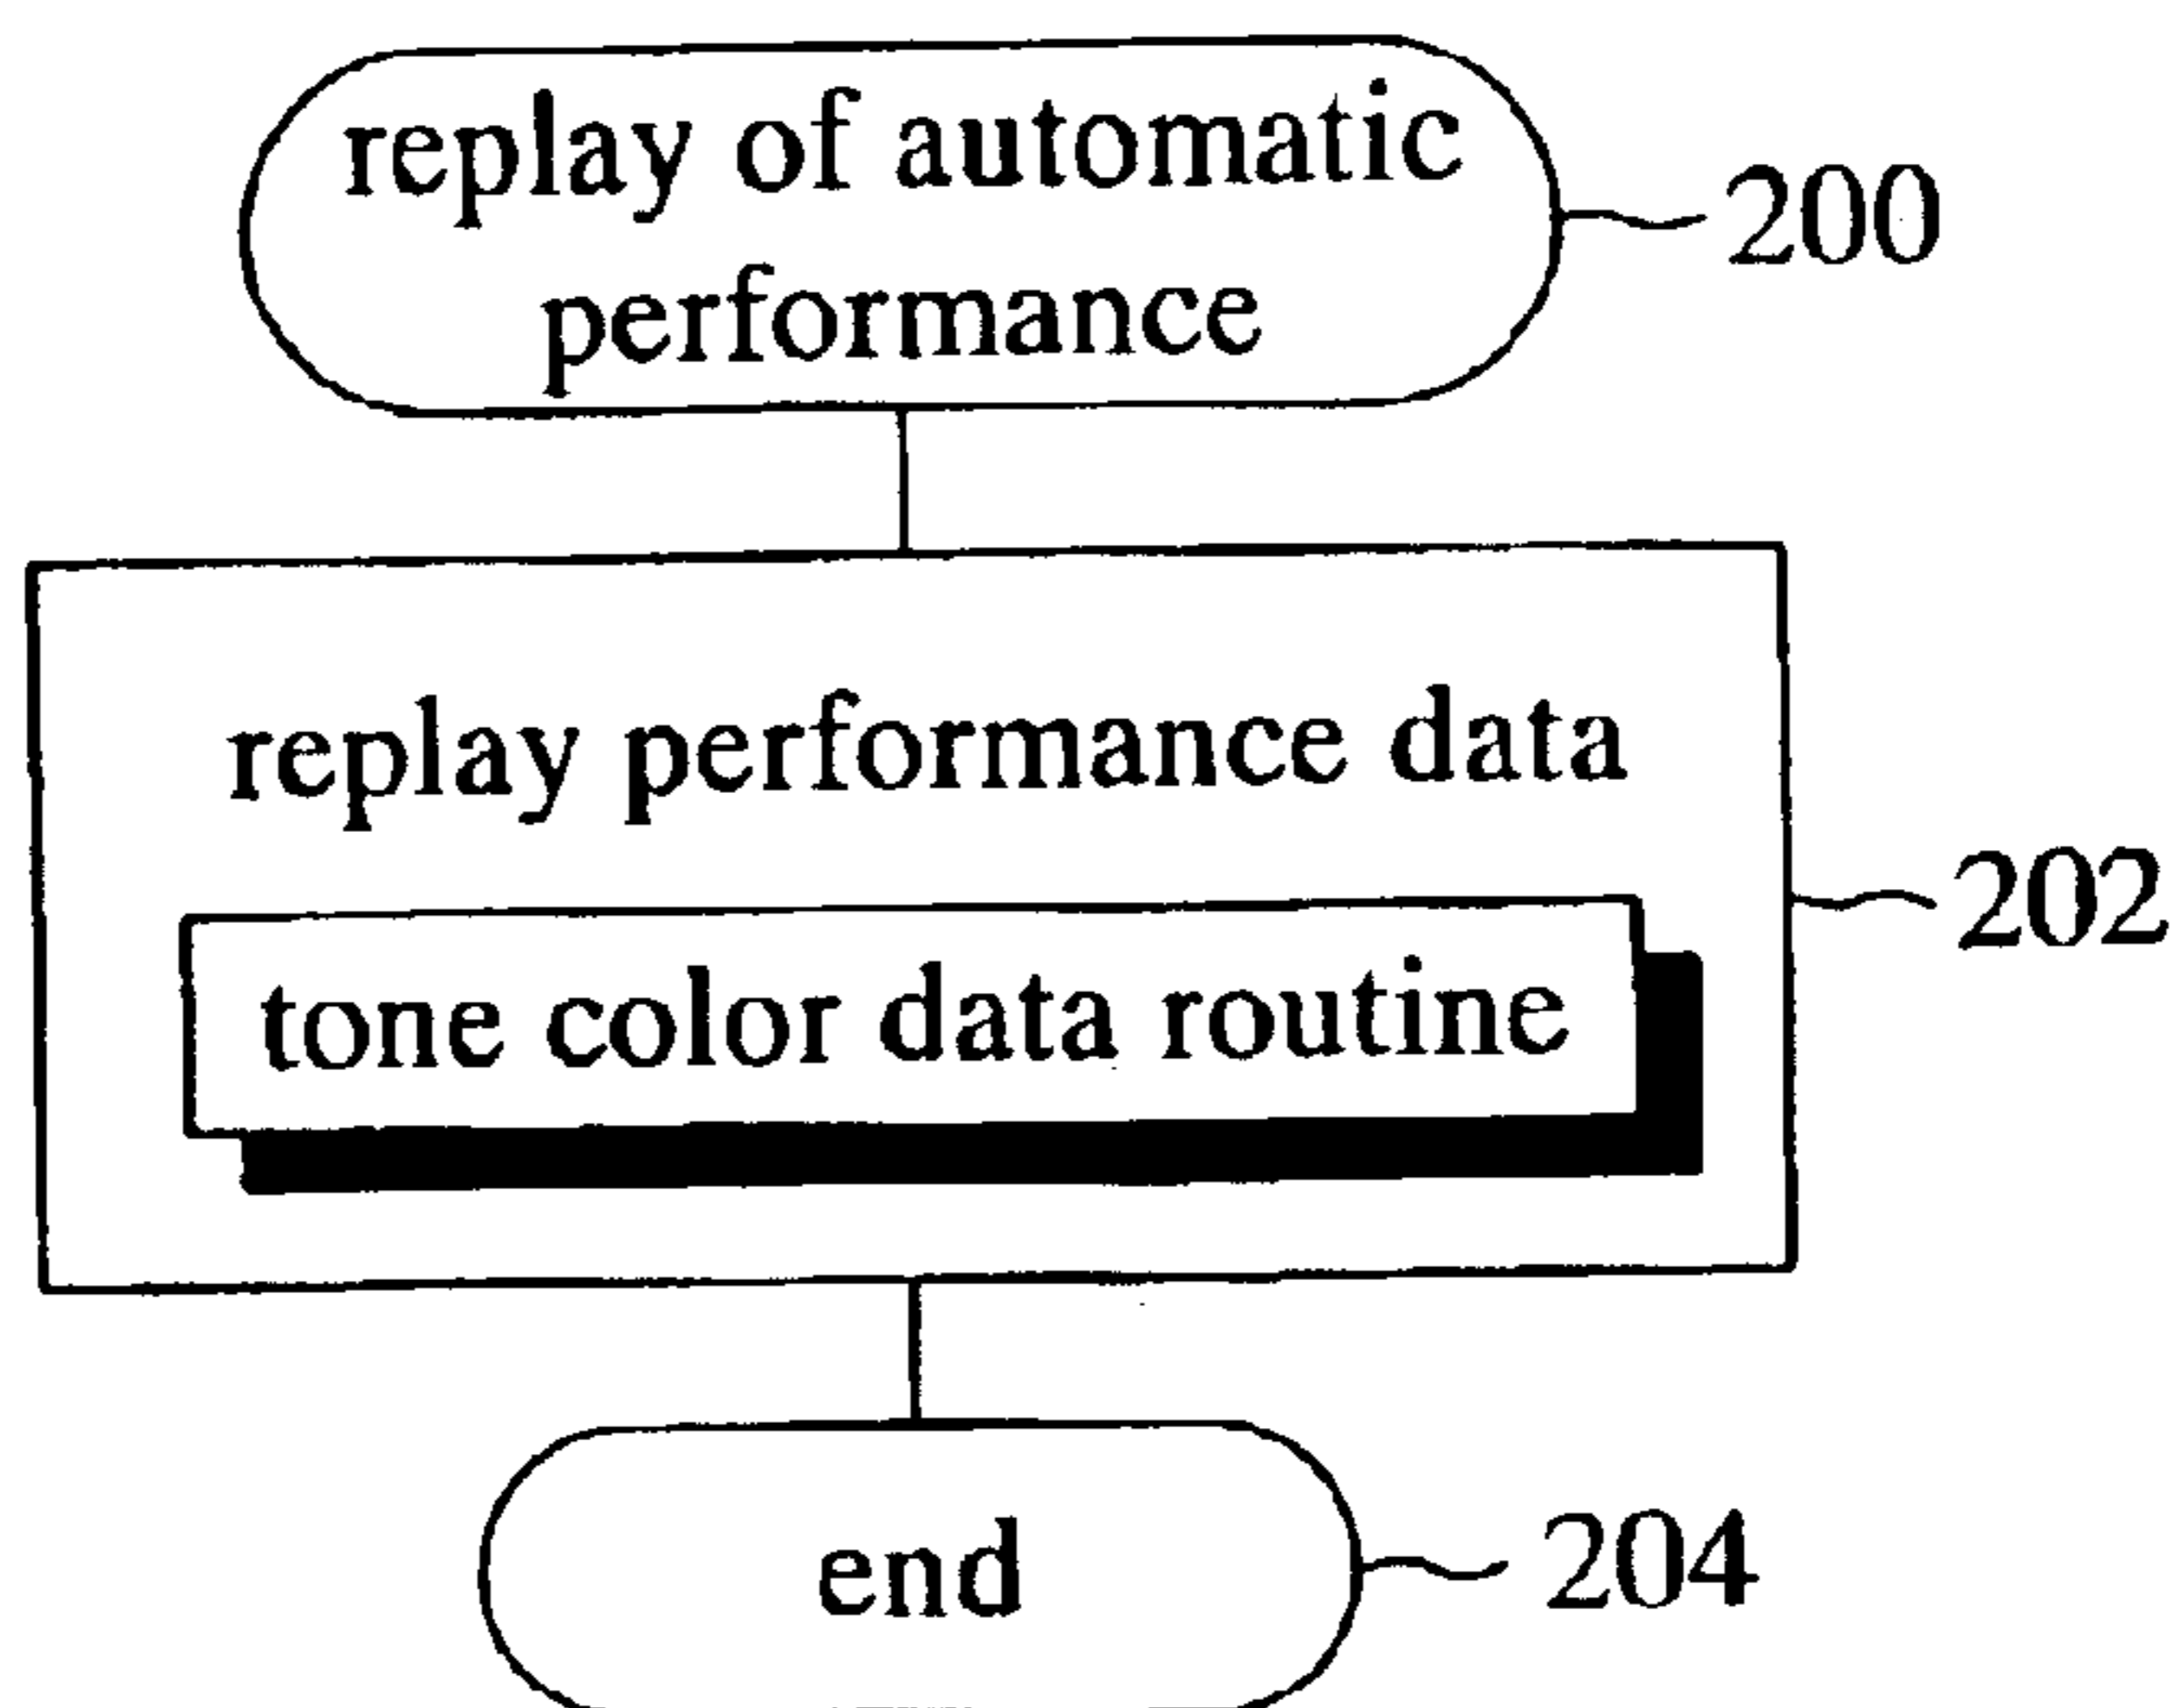 replay of automatic
performance
200
replay performance data
202
tone color data routine
end
204